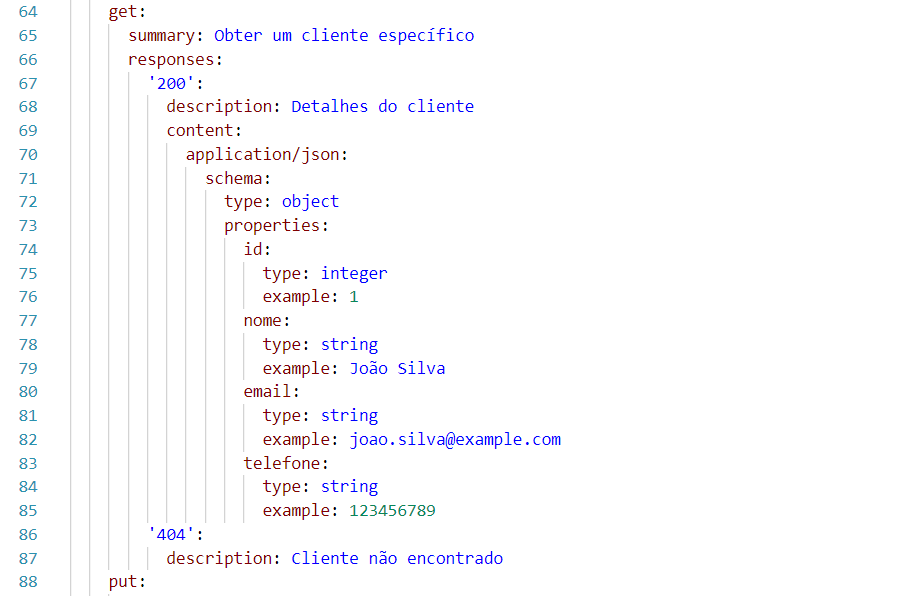 64 get:
65 summary: Obter um cliente específico
66 responses:
67 '200':
68 description: Detalhes do cliente
69 content:
70 application/json:
71 schema:
72 type: object
73 properties:
74 id:
75 type: integer
76 example: 1
77 nome:
78 type: string
79 example: João Silva
80 email:
81 type: string
82 example: joao.silva@example.com
83 telefone:
84 type: string
85 example: 123456789
86 '404':
87 description: Cliente não encontrado
88 put: